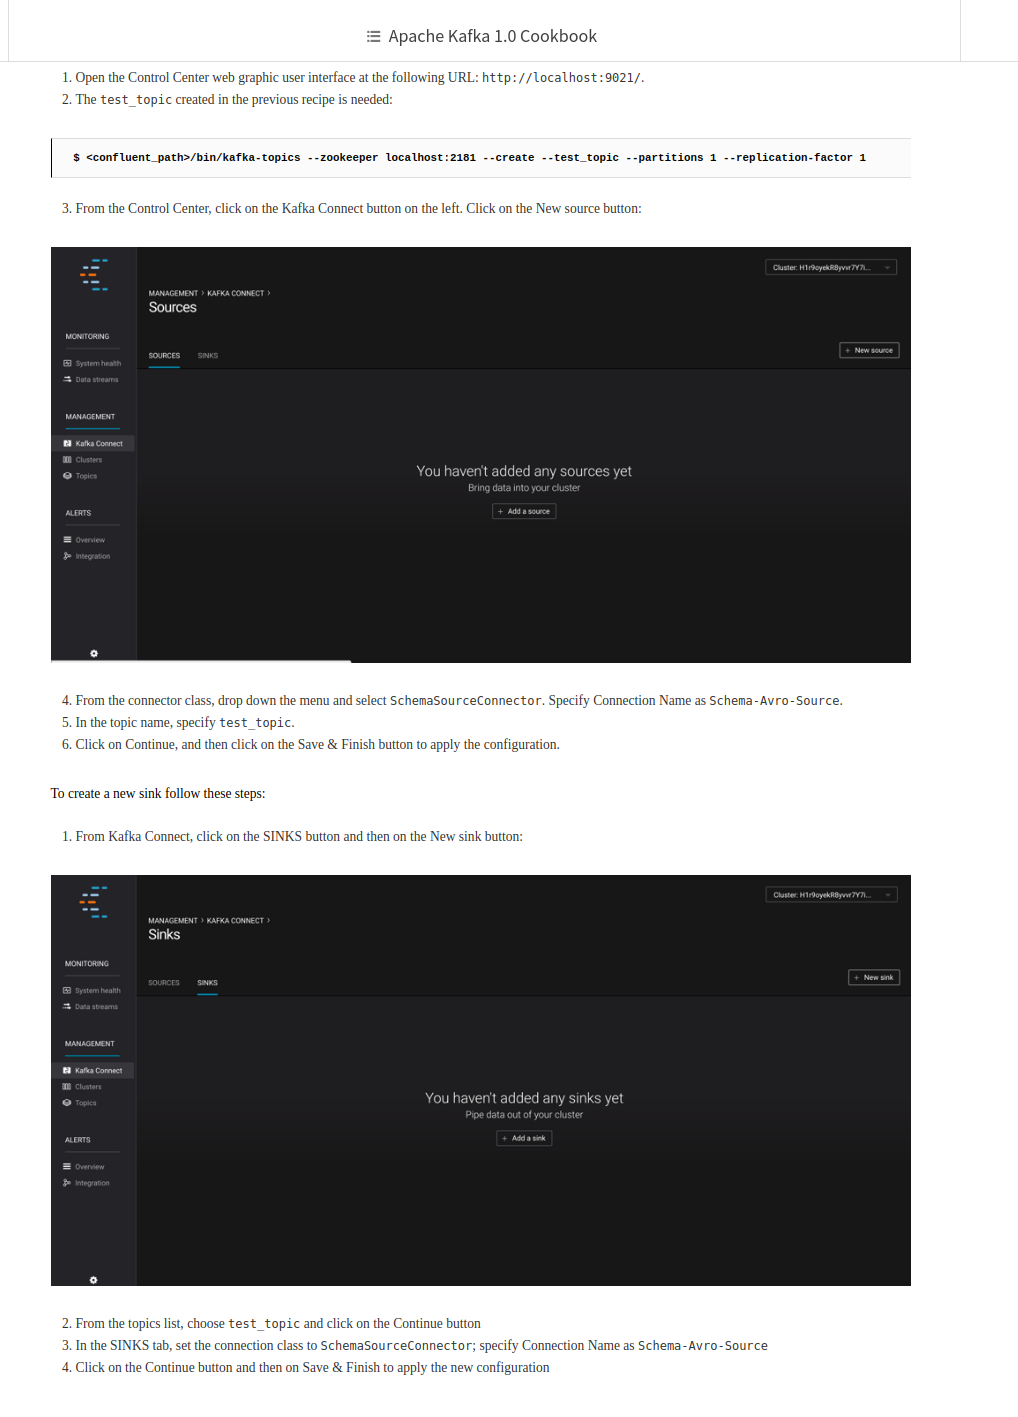 Apache Kafka 1.0 Cookbook
1. Open the Control Center web graphic user interface at the following URL: http://localhost:9021/.
2. The test_topic created in the previous recipe is needed:
$ <confluent_path>/bin/kafka-topics --zookeeper localhost:2181 --create --test_topic --partitions 1 --replication-factor 1
3. From the Control Center, click on the Kafka Connect button on the left. Click on the New source button:
Cluster: H1r9oyekR8yvvr7Y7i...
MANAGEMENT > KAFKA CONNECT >
Sources
MONITORING
SOURCES SINKS
+ New source
System health
Data streams
MANAGEMENT
Kafka Connect
Clusters
Topics
ALERTS
Overview
Integration
You haven't added any sources yet
Bring data into your cluster
+ Add a source
4. From the connector class, drop down the menu and select SchemaSourceConnector. Specify Connection Name as Schema-Avro-Source.
5. In the topic name, specify test_topic.
6. Click on Continue, and then click on the Save & Finish button to apply the configuration.
To create a new sink follow these steps:
1. From Kafka Connect, click on the SINKS button and then on the New sink button:
Cluster: H1r9oyekR8yvvr7Y7i...
MANAGEMENT > KAFKA CONNECT >
Sinks
MONITORING
SOURCES SINKS
+ New sink
System health
Data streams
MANAGEMENT
Kafka Connect
Clusters
Topics
ALERTS
Overview
Integration
You haven't added any sinks yet
Pipe data out of your cluster
+ Add a sink
2. From the topics list, choose test_topic and click on the Continue button
3. In the SINKS tab, set the connection class to SchemaSourceConnector; specify Connection Name as Schema-Avro-Source
4. Click on the Continue button and then on Save & Finish to apply the new configuration